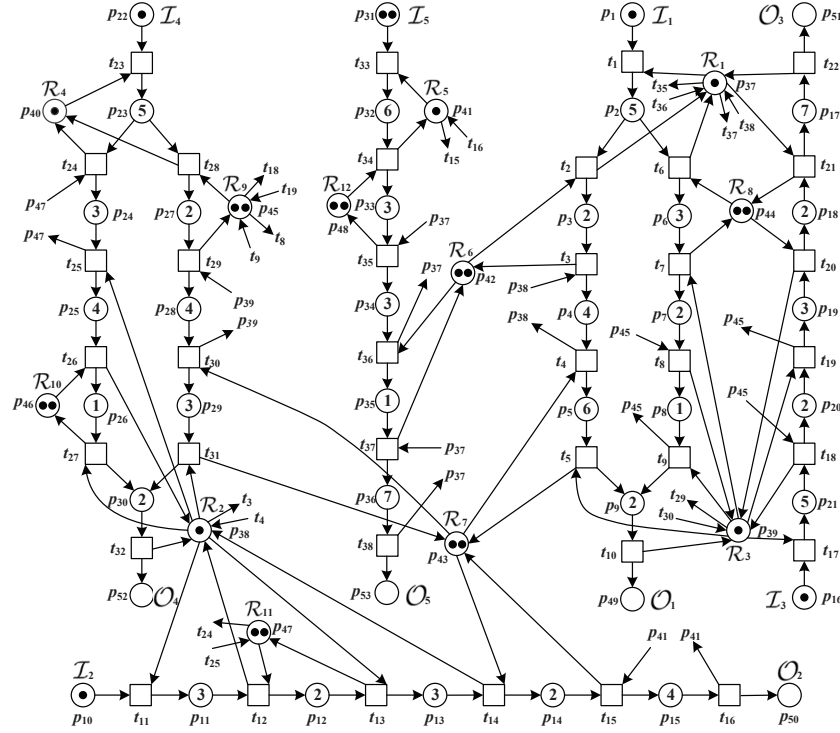 p22 I4 p31 I5 p1 I1 O3 p51
t23 t33 t1 R1 t22
R4 p40 p23 5 p32 6 R5 p41 p2 5 t35 p37 t36 t37 t38 7 p17
t15 t16
t24 t28 R9 t18 t34 t2 t6 R8 t21
p47 t19 R12
3 p24 p27 2 p45 t8 p48 p33 3 p37 p3 2 p6 3 p44 2 p18
p47 t9 R6
t25 t29 t35 p37 p42 t3 t7 t20
p39 p38
p25 4 p28 4 p34 3 p4 4 p7 2 3 p19
p39 p38 p45 p45
t26 t30 t36 t4 t8 t19
R10 p46 1 p26 3 p29 p35 1 p5 6 p8 1 p45 2 p20
p45
t27 t31 t37 p37 t5 t9 t18
p37
p30 2 R2 t3 p36 7 R7 p9 2 t29 t30 p39 5 p21
t4 p38 p43 R3
t32 t38 t10 t17
p52 O4 p53 O5 p49 O1 I3 p16
R11 p47
t24
t25 p41 p41
I2 O2
3 2 3 2 4
p10 t11 p11 t12 p12 t13 p13 t14 p14 t15 p15 t16 p50